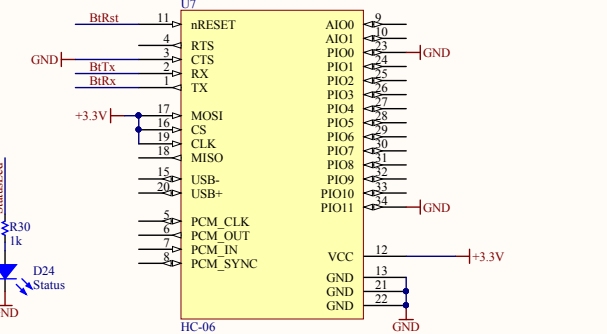 U7
BtRst 11 nRESET AIO0 9
AIO1 10
4 RTS PIO0 23 GND
GND 3 CTS PIO1 24
BtTx 2 RX PIO2 25
BtRx 1 TX PIO3 26
PIO4 27
+3.3V 17 MOSI PIO5 28
16 CS PIO6 29
19 CLK PIO7 30
18 MISO PIO8 31
15 USB- PIO9 32
20 USB+ PIO10 33
PIO11 34 GND
5 PCM_CLK
6 PCM_OUT
7 PCM_IN VCC 12 +3.3V
8 PCM_SYNC
GND 13
GND 21
GND 22
HC-06 GND
R30
1k
D24
Status